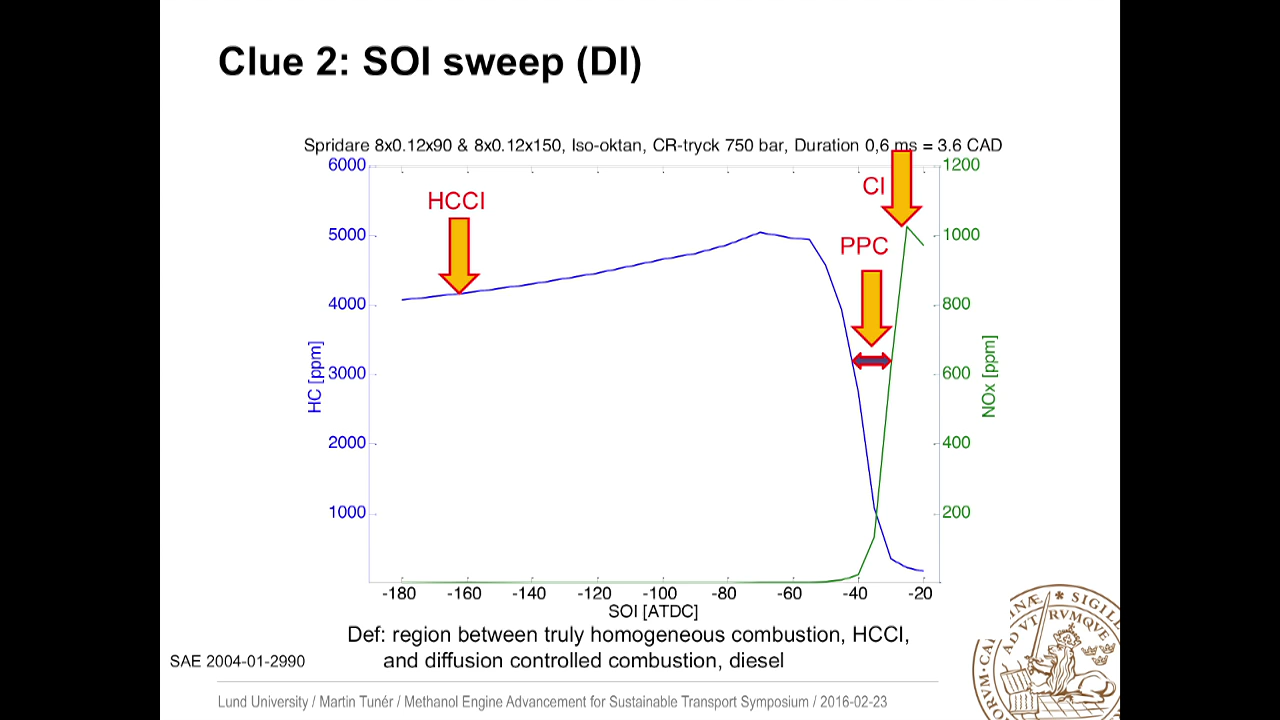 Clue 2: SOI sweep (DI)
Spridare 8x0.12x90 & 8x0.12x150, Iso-oktan, CR-tryck 750 bar, Duration 0,6 ms = 3.6 CAD
6000
1200
HCCI
CI
5000
1000
PPC
4000
800
HC [ppm]
3000
600
NOx [ppm]
2000
400
1000
200
-180 -160 -140 -120 -100 -80 -60 -40 -20
SOI [ATDC]
Def: region between truly homogeneous combustion, HCCI,
and diffusion controlled combustion, diesel
SAE 2004-01-2990
Lund University / Martin Tunér / Methanol Engine Advancement for Sustainable Transport Symposium / 2016-02-23